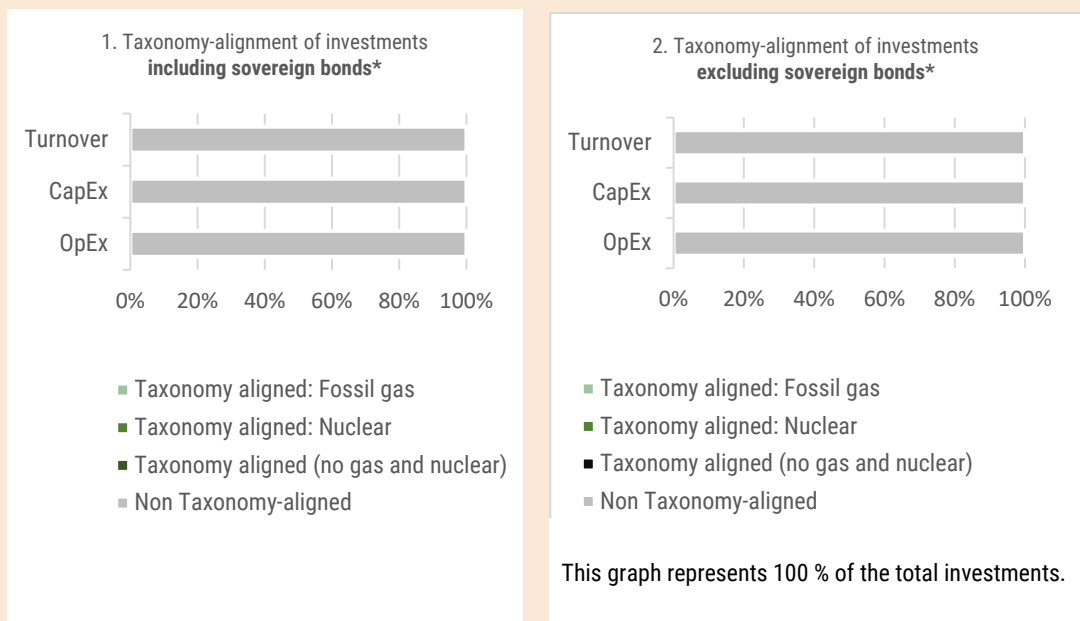 1. Taxonomy-alignment of investments
including sovereign bonds*
Turnover
CapEx
OpEx
0% 20% 40% 60% 80% 100%
Taxonomy aligned: Fossil gas
Taxonomy aligned: Nuclear
Taxonomy aligned (no gas and nuclear)
Non Taxonomy-aligned
2. Taxonomy-alignment of investments
excluding sovereign bonds*
Turnover
CapEx
OpEx
0% 20% 40% 60% 80% 100%
Taxonomy aligned: Fossil gas
Taxonomy aligned: Nuclear
Taxonomy aligned (no gas and nuclear)
Non Taxonomy-aligned
This graph represents 100 % of the total investments.